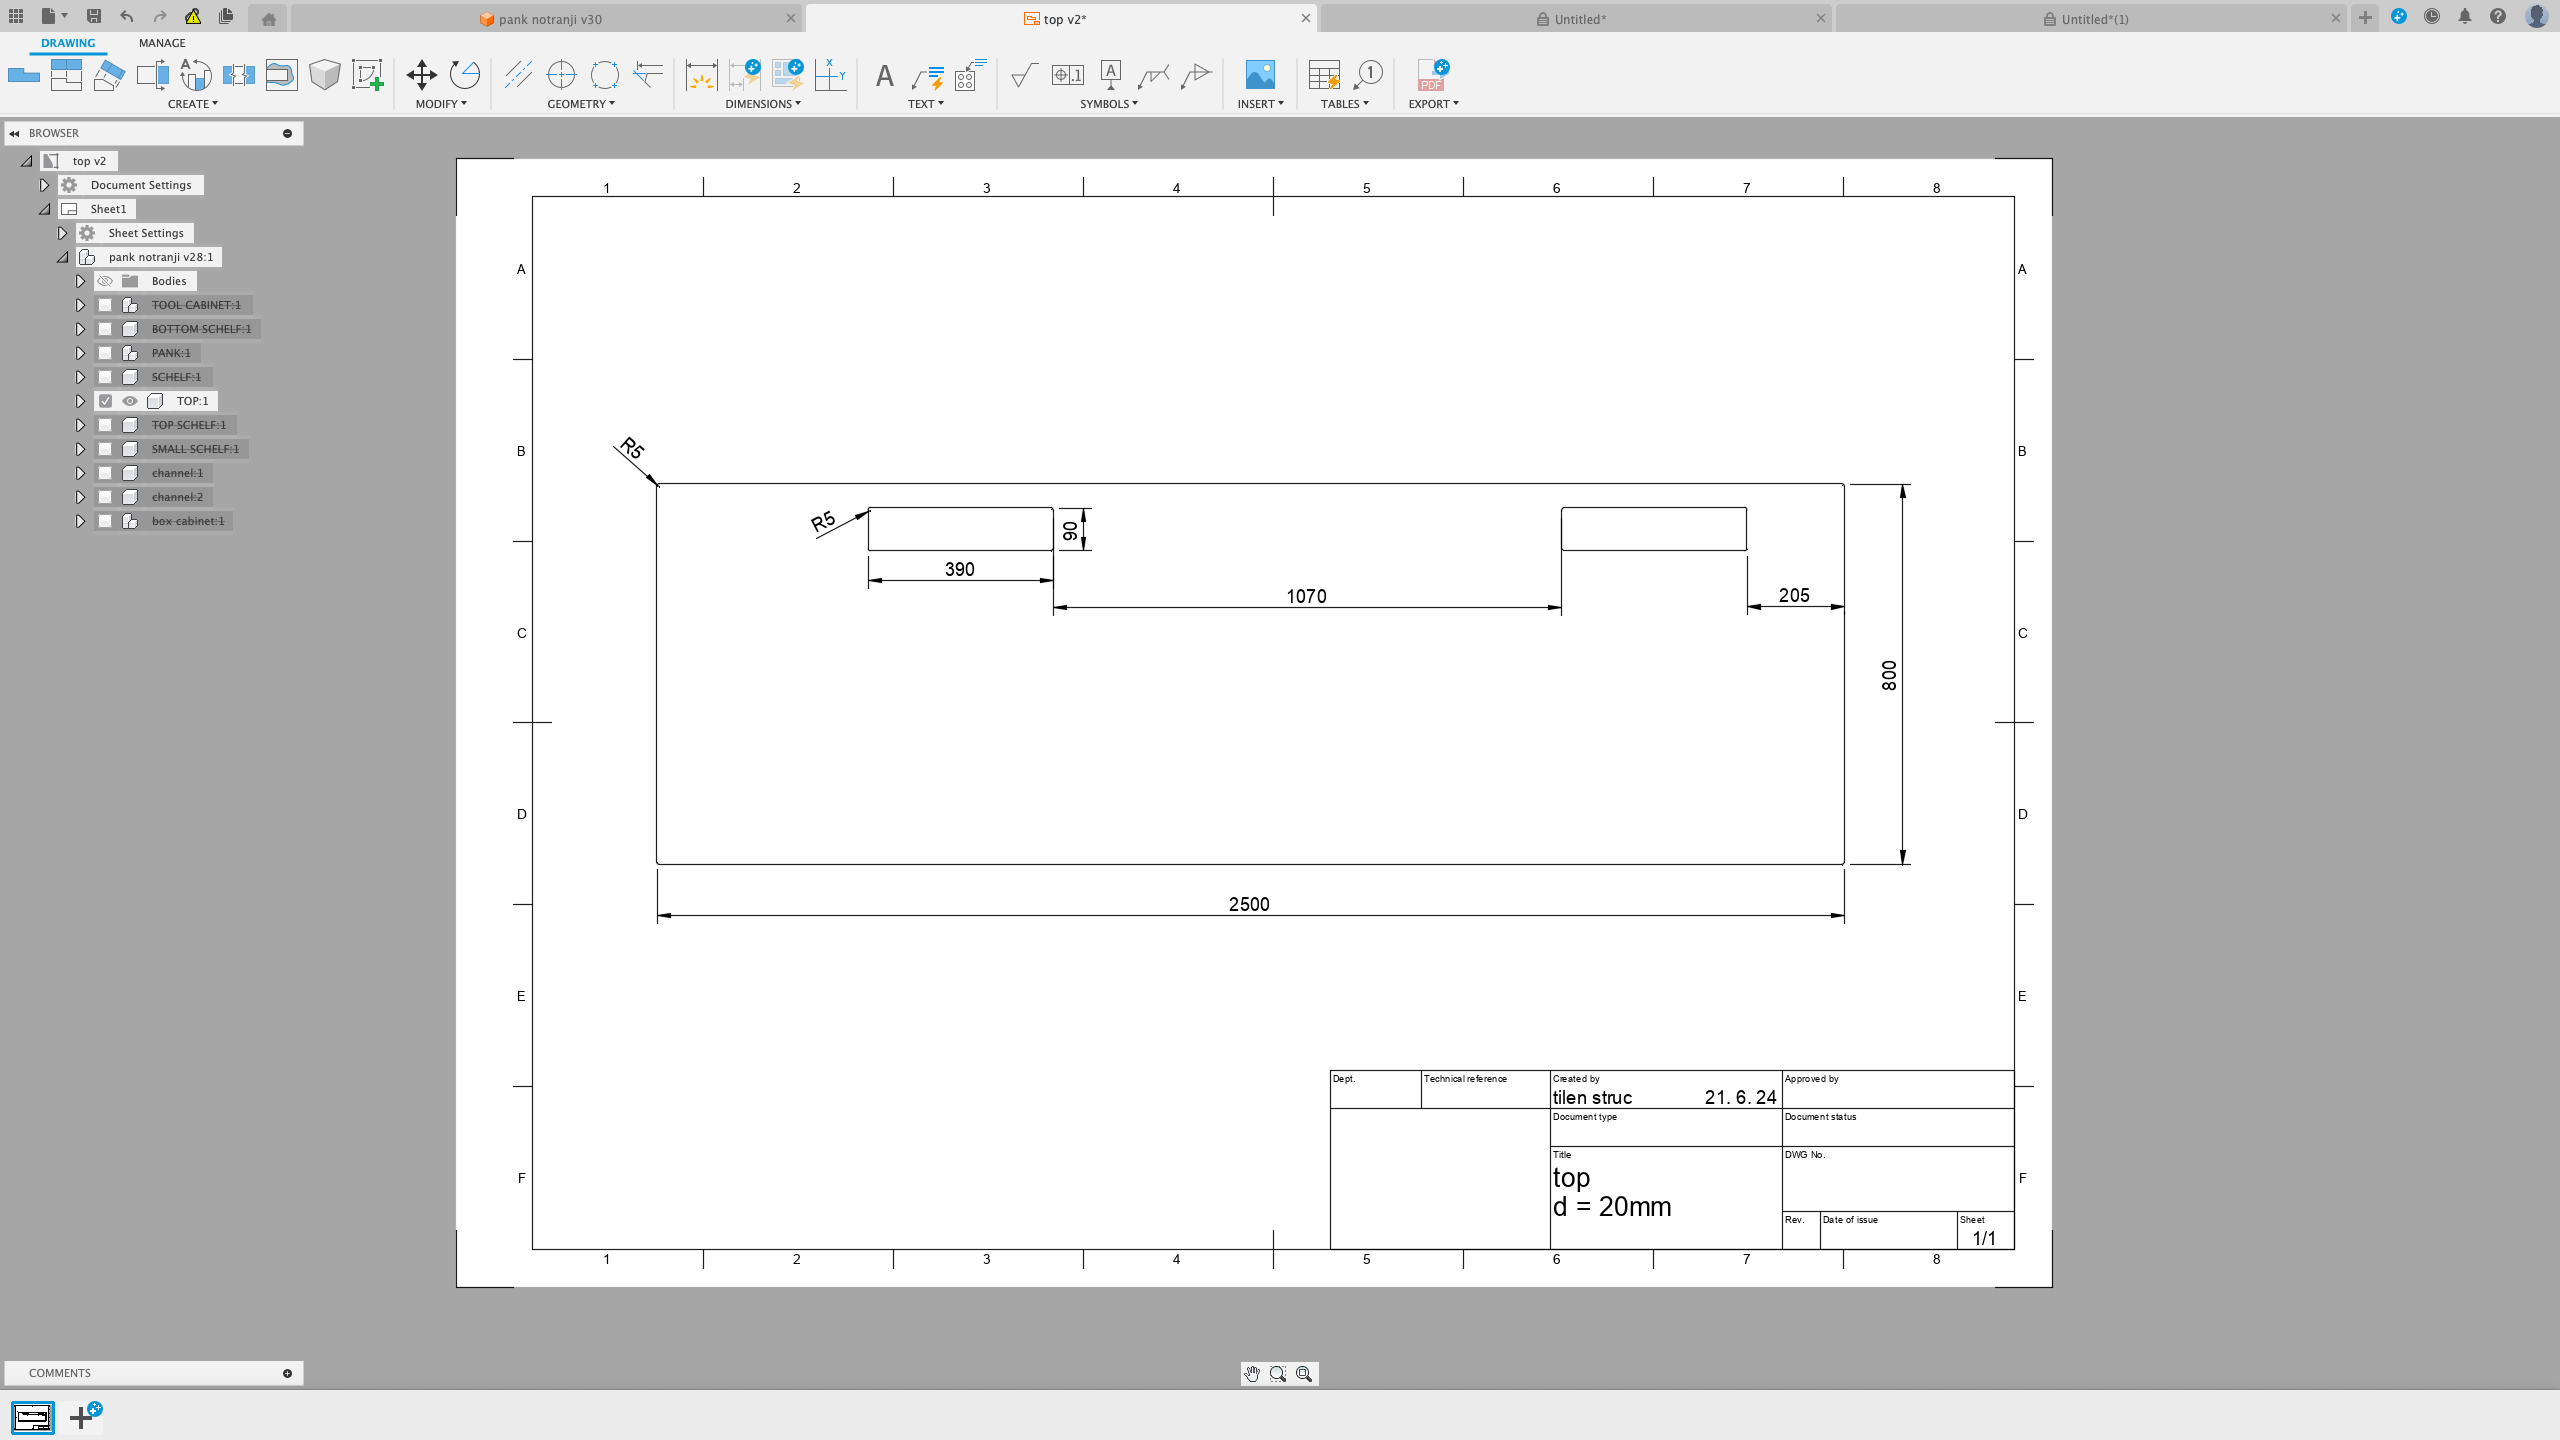 pank notranji v30
top v2*
Untitled*
Untitled*(1)
DRAWING
MANAGE
CREATE
MODIFY
GEOMETRY
DIMENSIONS
TEXT
SYMBOLS
INSERT
TABLES
EXPORT
BROWSER
top v2
Document Settings
Sheet1
Sheet Settings
pank notranji v28:1
Bodies
TOOL CABINET:1
BOTTOM SCHELF:1
PANK:1
SCHELF:1
TOP:1
TOP SCHELF:1
SMALL SCHELF:1
channel:1
channel:2
box cabinet:1
1 2 3 4 5 6 7 8
A A
B B
C C
D D
E E
F F
R5
R5
90
390
1070
205
800
2500
Dept. Technical reference Created by Approved by
tilen struc 21. 6. 24
Document type Document status
Title DWG No.
top
d = 20mm
Rev. Date of issue Sheet
1/1
1 2 3 4 5 6 7 8
COMMENTS